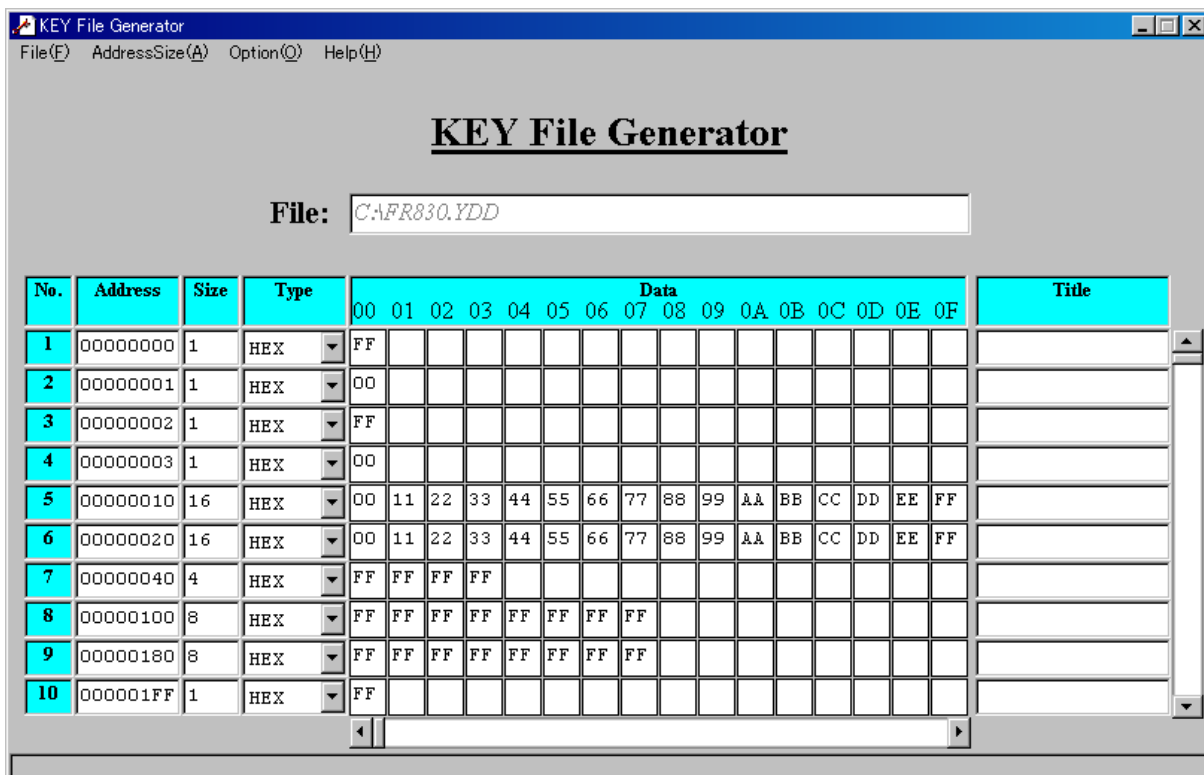 KEY File Generator
File(F) AddressSize(A) Option(O) Help(H)
KEY File Generator
File: C:\FR830.YDD
No. Address Size Type Data Title
00 01 02 03 04 05 06 07 08 09 0A 0B 0C 0D 0E 0F
1 00000000 1 HEX FF
2 00000001 1 HEX 00
3 00000002 1 HEX FF
4 00000003 1 HEX 00
5 00000010 16 HEX 00 11 22 33 44 55 66 77 88 99 AA BB CC DD EE FF
6 00000020 16 HEX 00 11 22 33 44 55 66 77 88 99 AA BB CC DD EE FF
7 00000040 4 HEX FF FF FF FF
8 00000100 8 HEX FF FF FF FF FF FF FF FF
9 00000180 8 HEX FF FF FF FF FF FF FF FF
10 000001FF 1 HEX FF